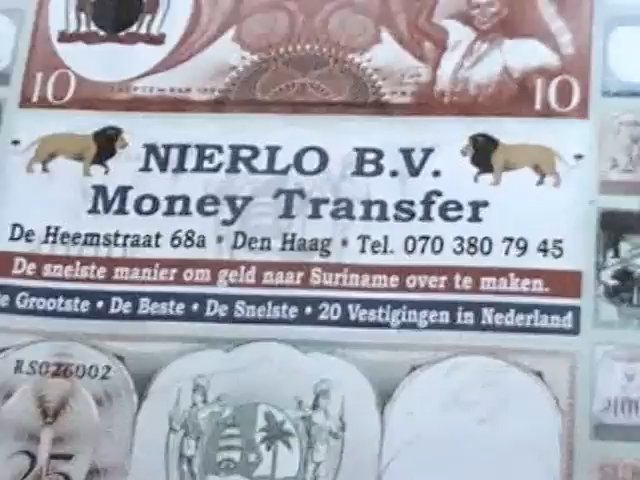 10 10
NIERLO B.V.
Money Transfer
De Heemstraat 68a • Den Haag • Tel. 070 380 79 45
De snelste manier om geld naar Suriname over te maken.
Grootste • De Beste • De Snelste • 20 Vestigingen in Nederland
RS026002
25